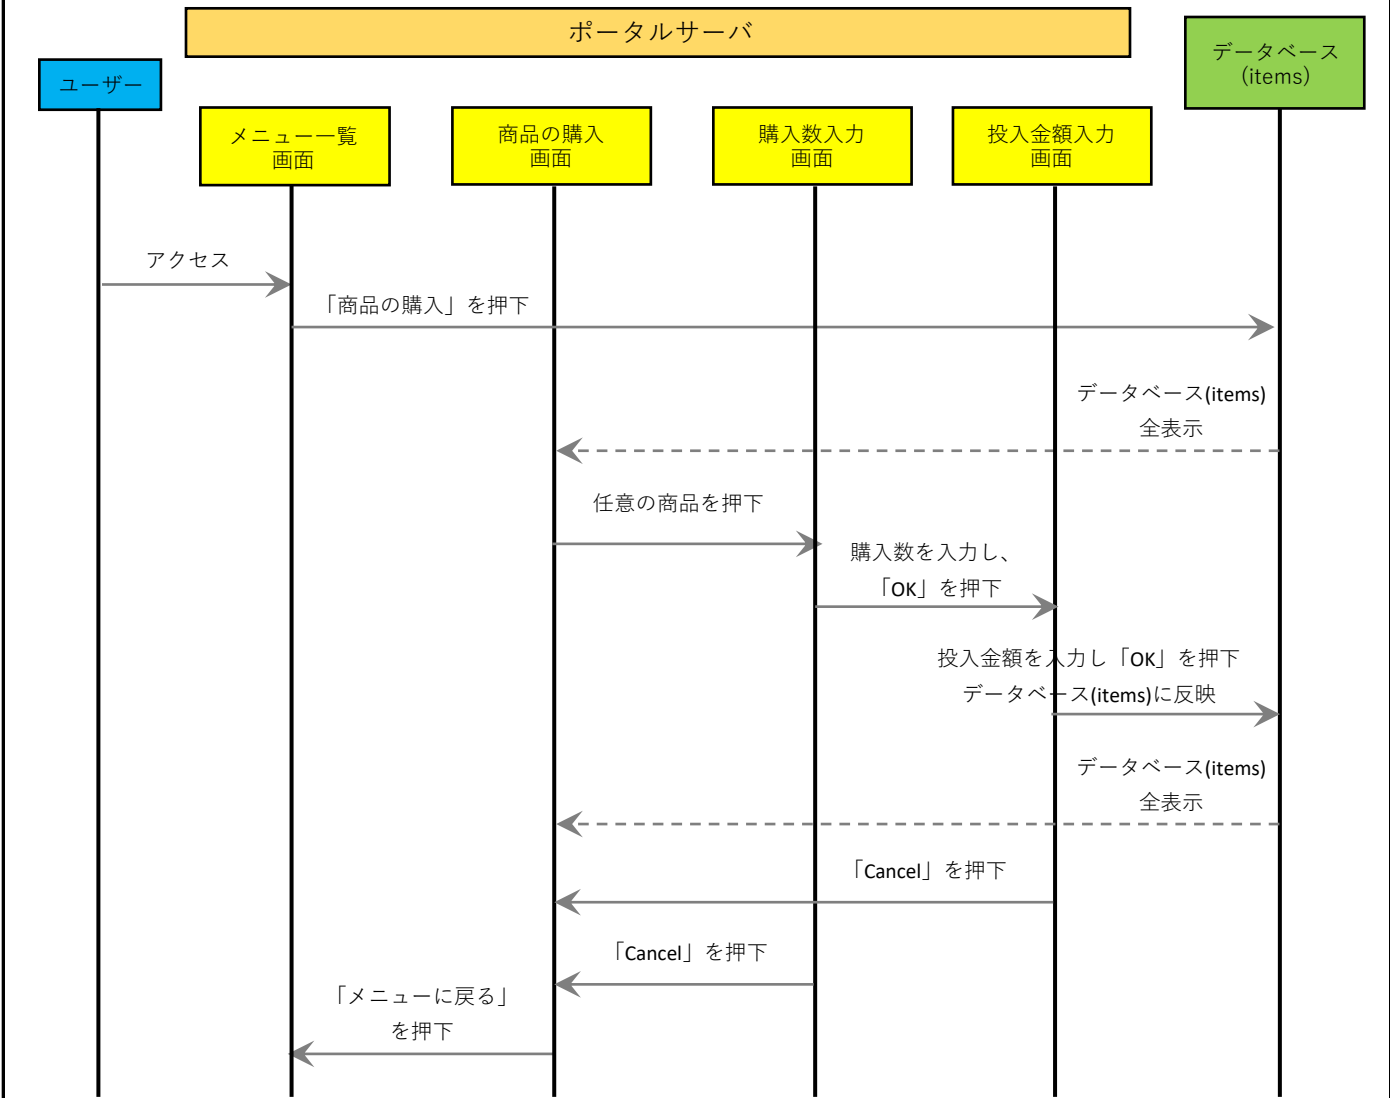 ポータルサーバ
データベース
(items)
ユーザー
メニュー一覧
画面
商品の購入
画面
購入数入力
画面
投入金額入力
画面
アクセス
「商品の購入」を押下
データベース(items)
全表示
任意の商品を押下
購入数を入力し、
「OK」を押下
投入金額を入力し「OK」を押下
データベース(items)に反映
データベース(items)
全表示
「Cancel」を押下
「Cancel」を押下
「メニューに戻る」
を押下